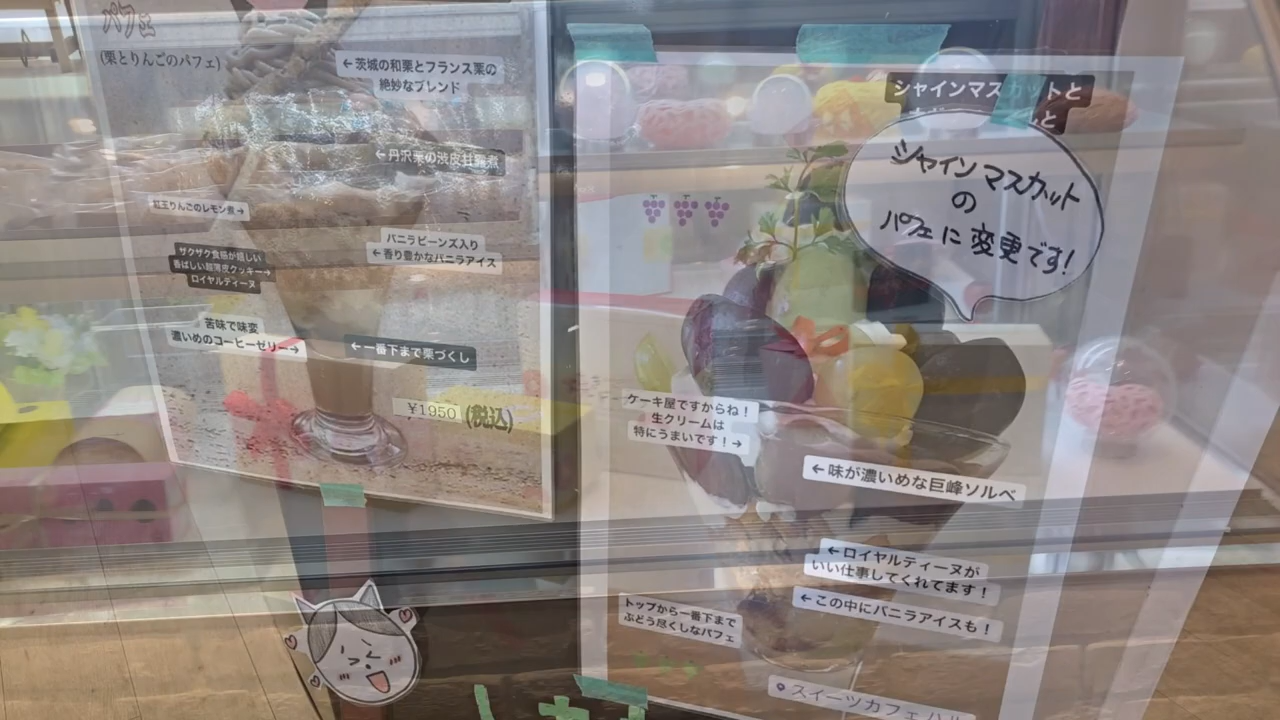 パフェ
(栗とりんごのパフェ)
←茨城の和栗とフランス栗の
絶妙なブレンド
←丹沢栗の渋皮
紅玉りんごのレモン煮→
バニラビーンズ入り
←香り豊かなバニラアイス
ザクザク食感が嬉しい
香ばしい超薄皮クッキー→
ロイヤルティーヌ
苦味で味変
濃いめのコーヒーゼリー→
←一番下まで栗づくし
¥1950 (税込)
シャインマスカットと
シャインマスカット
の
パフェに変更です!
ケーキ屋ですからね!
生クリームは
特にうまいです!→
←味が濃いめな巨峰ソルベ
←ロイヤルティーヌが
いい仕事してくれてます!
←この中にバニラアイスも!
トップから一番下まで
ぶどう尽くしなパフェ
スイーツカフェハル